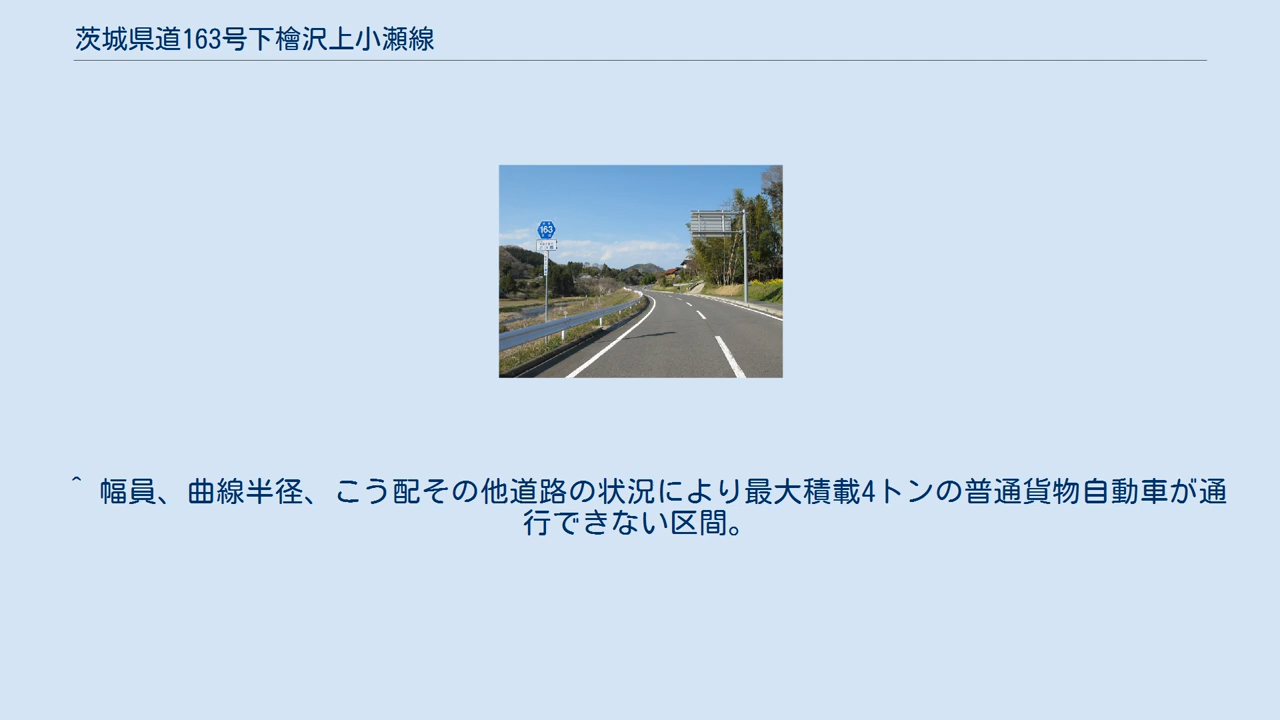 茨城県道163号下檜沢上小瀬線
163
^ 幅員、曲線半径、こう配その他道路の状況により最大積載4トンの普通貨物自動車が通
行できない区間。